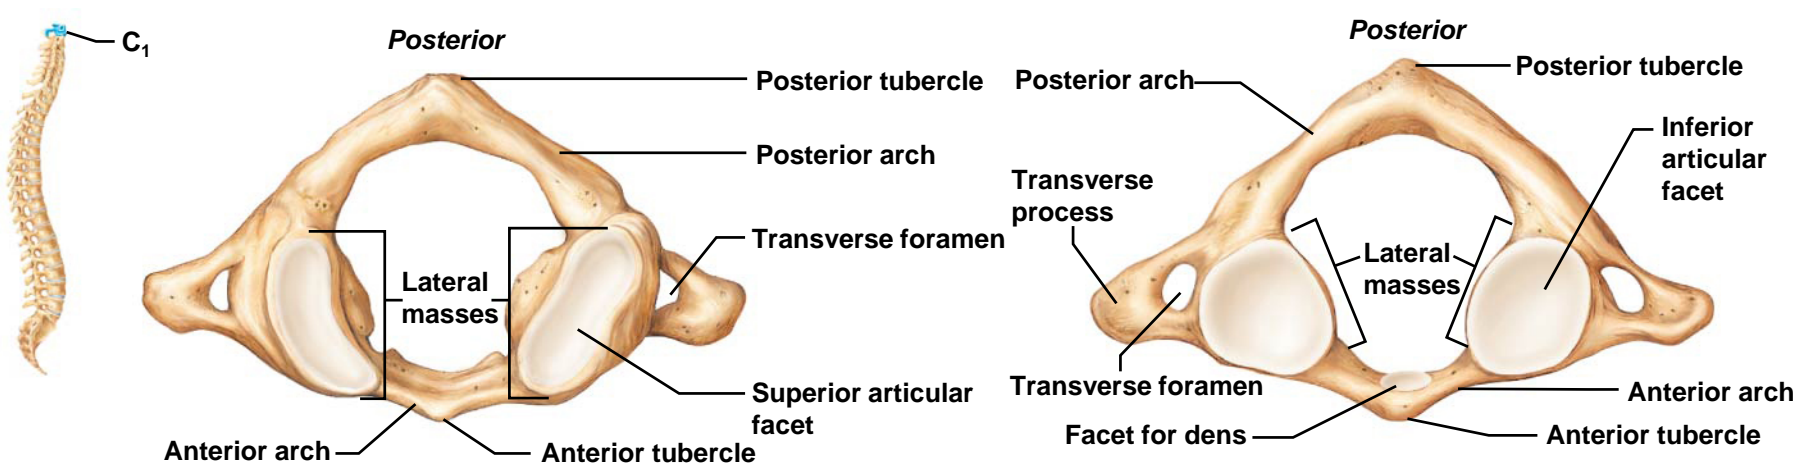 C1
Posterior
Posterior tubercle
Posterior arch
Transverse foramen
Lateral
masses
Superior articular
facet
Anterior arch
Anterior tubercle
Posterior
Posterior tubercle
Posterior arch
Inferior
articular
facet
Transverse
process
Lateral
masses
Transverse foramen
Anterior arch
Facet for dens
Anterior tubercle